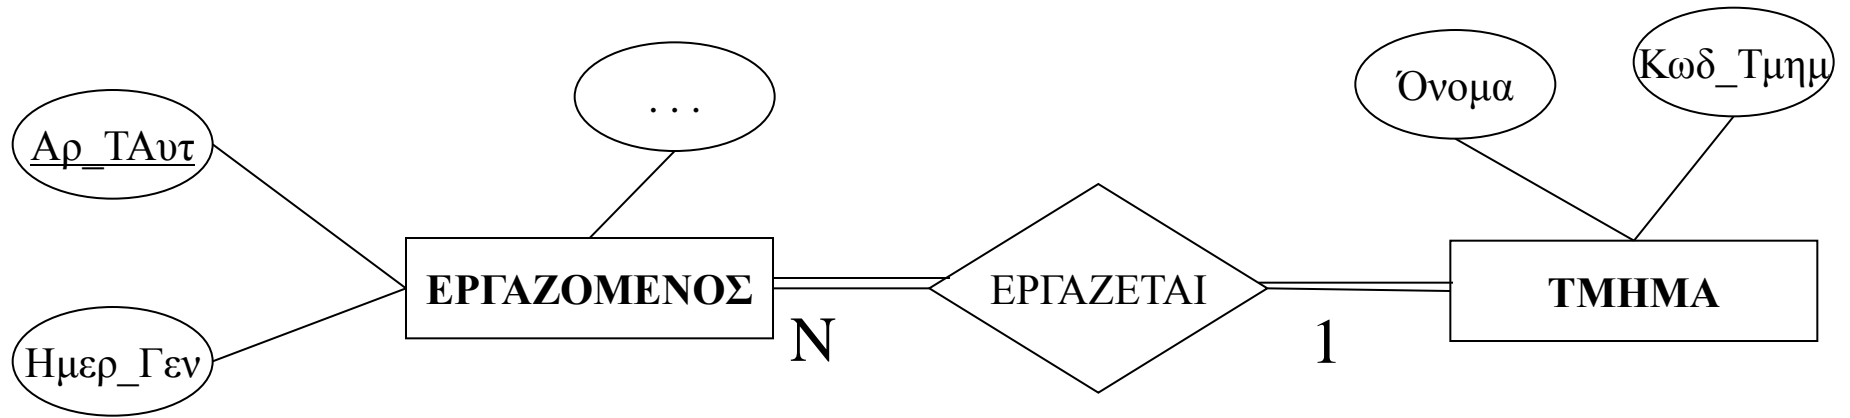 Όνομα
Κωδ_Τμημ
. . .
Αρ_ΤΑυτ
ΕΡΓΑΖΟΜΕΝΟΣ
ΕΡΓΑΖΕΤΑΙ
ΤΜΗΜΑ
Ν
1
Ημερ_Γεν